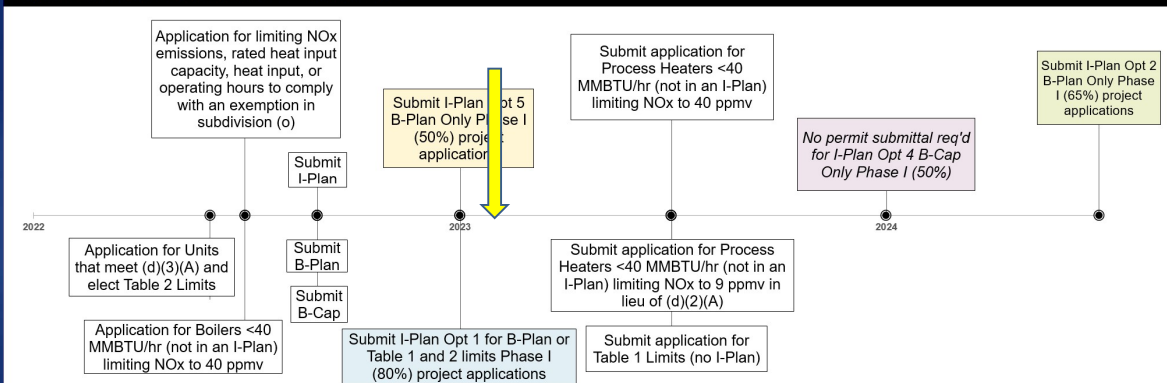 Application for limiting NOx
emissions, rated heat input
capacity, heat input, or
operating hours to comply
with an exemption in
subdivision (o)
Submit
I-Plan
Submit I-Plan Opt 5
B-Plan Only Phase I
(50%) project
application
Submit application for
Process Heaters <40
MMBTU/hr (not in an I-Plan)
limiting NOx to 40 ppmv
No permit submittal req'd
for I-Plan Opt 4 B-Cap
Only Phase I (50%)
Submit I-Plan Opt 2
B-Plan Only Phase
I (65%) project
applications
2022
2023
2024
Application for Units
that meet (d)(3)(A) and
elect Table 2 Limits
Application for Boilers <40
MMBTU/hr (not in an I-Plan)
limiting NOx to 40 ppmv
Submit
B-Plan
Submit
B-Cap
Submit I-Plan Opt 1 for B-Plan or
Table 1 and 2 limits Phase I
(80%) project applications
Submit application for Process
Heaters <40 MMBTU/hr (not in an
I-Plan) limiting NOx to 9 ppmv in
lieu of (d)(2)(A)
Submit application for
Table 1 Limits (no I-Plan)